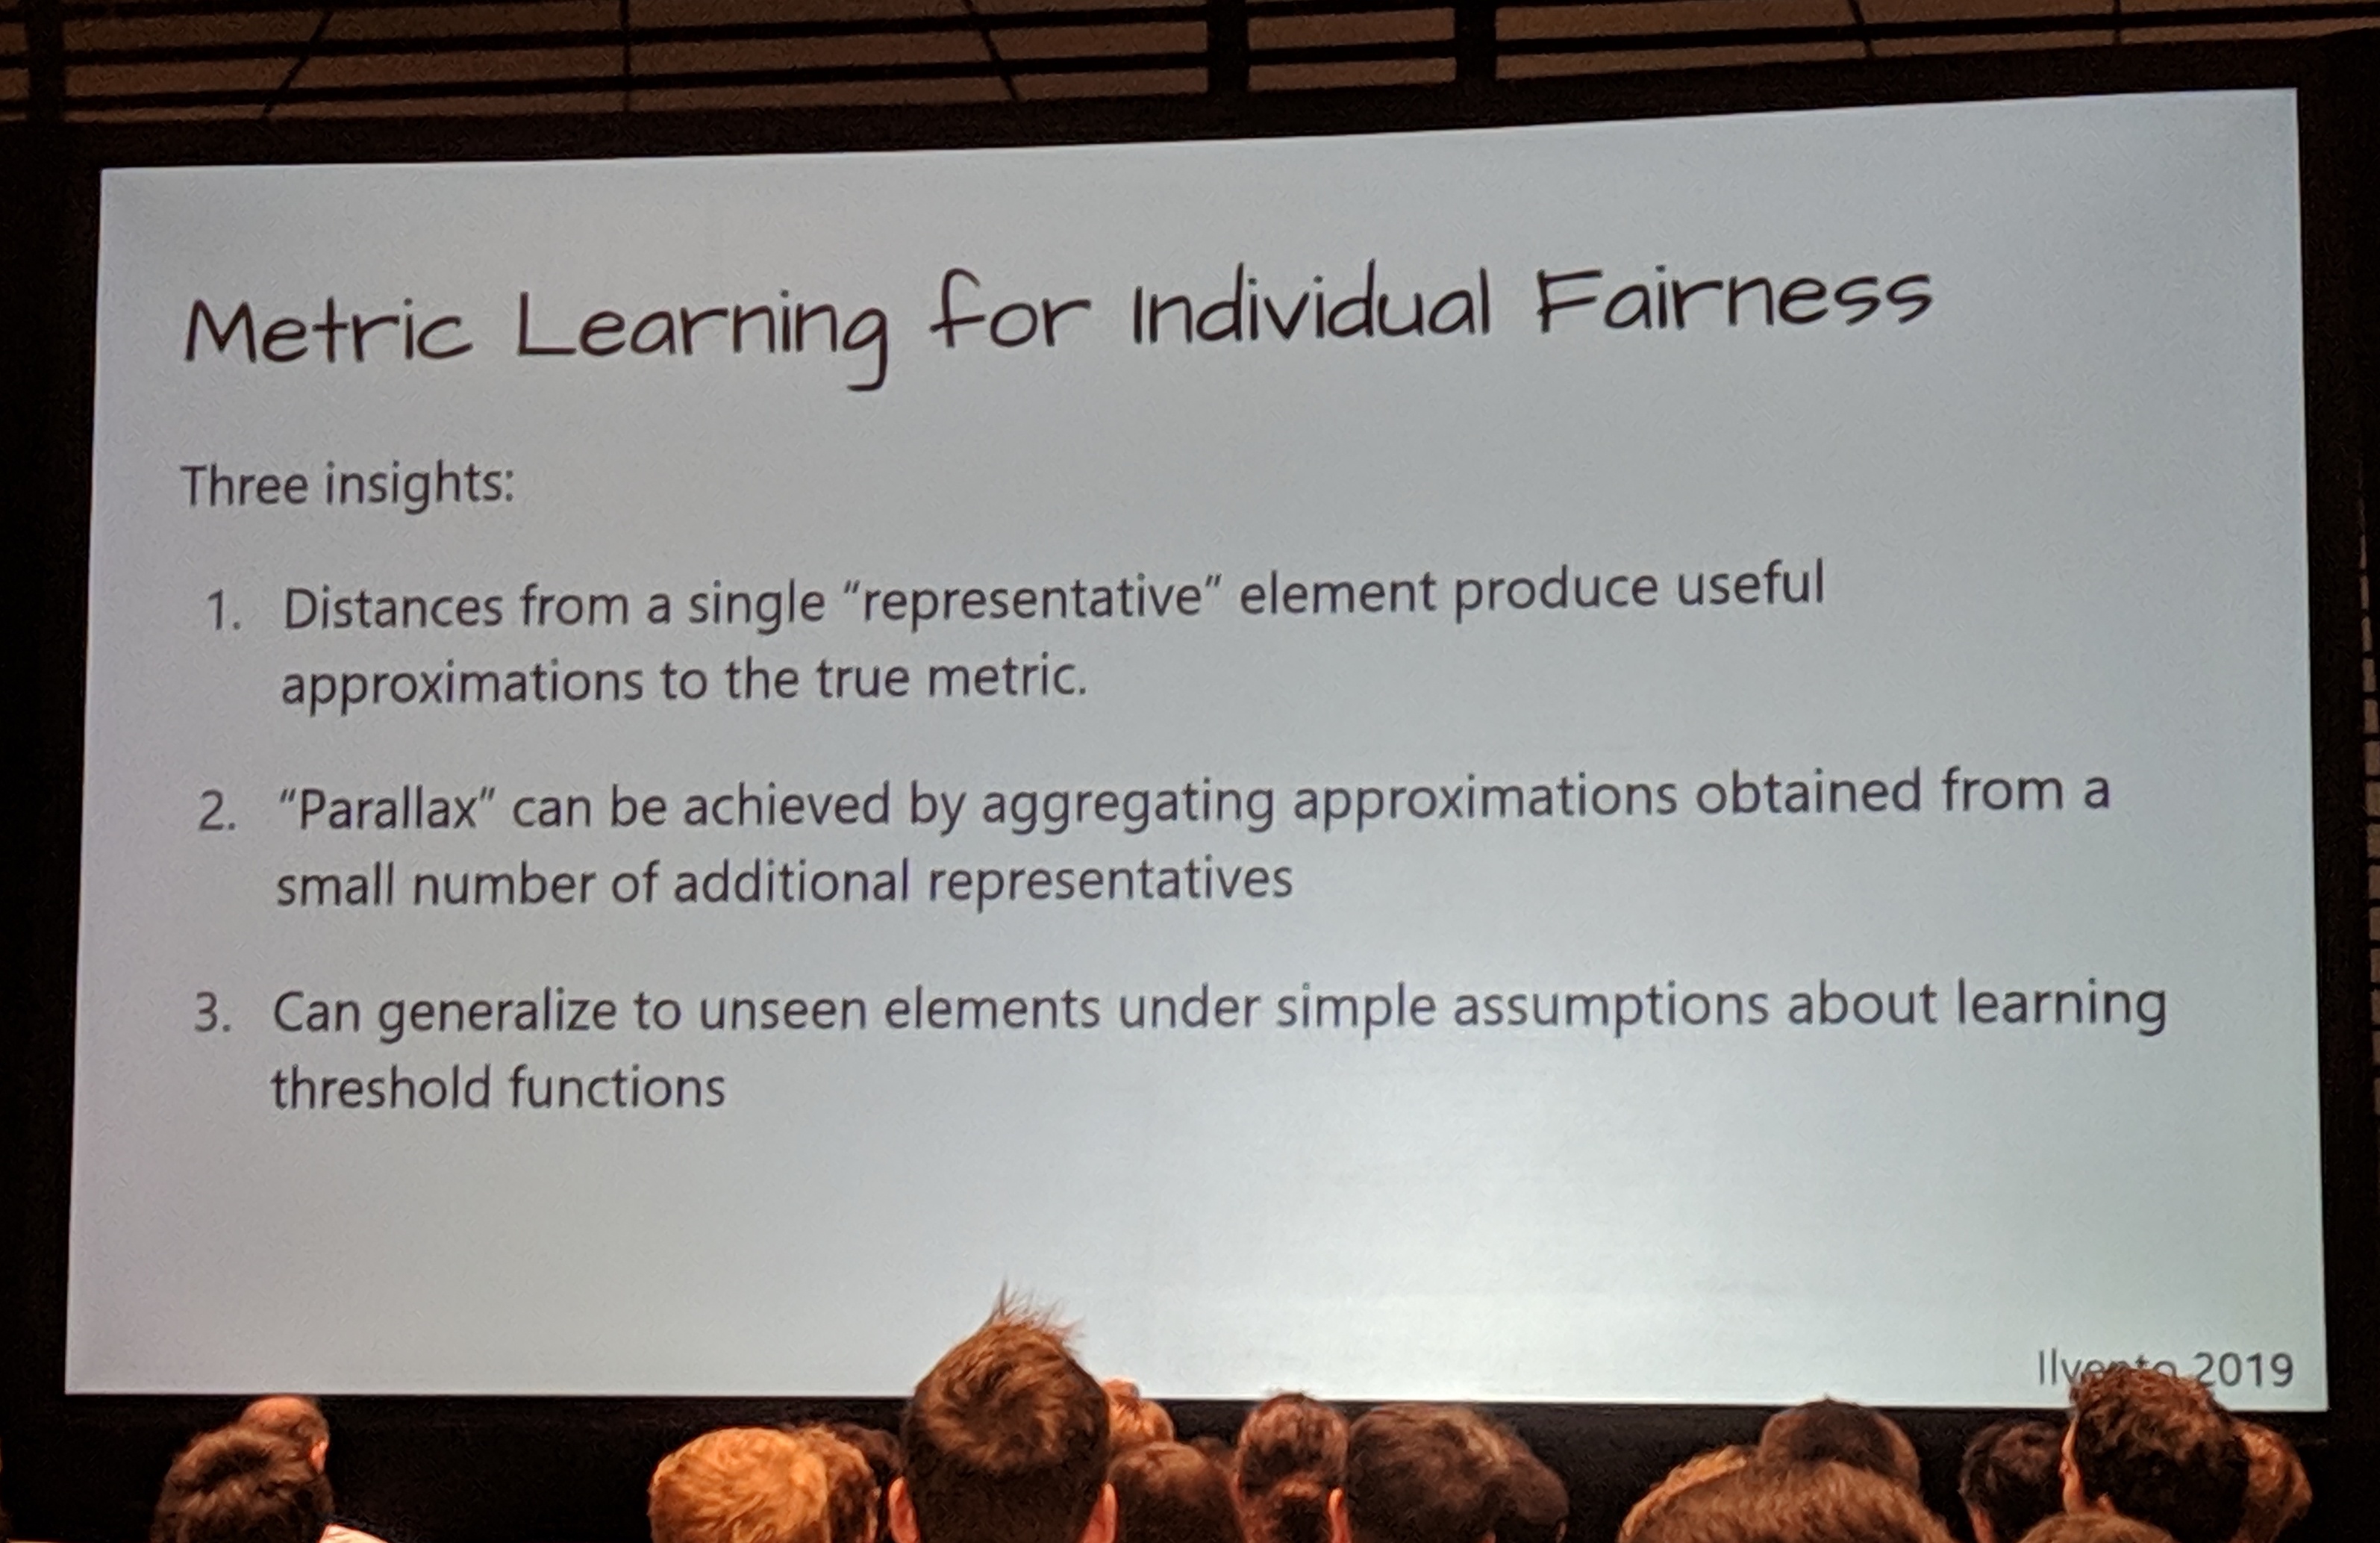 Metric Learning for Individual Fairness
Three insights:
1. Distances from a single “representative” element produce useful
approximations to the true metric.
2. “Parallax” can be achieved by aggregating approximations obtained from a
small number of additional representatives
3. Can generalize to unseen elements under simple assumptions about learning
threshold functions
Ilvento 2019